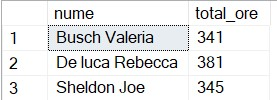 nume total_ore
1 Busch Valeria 341
2 De luca Rebecca 381
3 Sheldon Joe 345